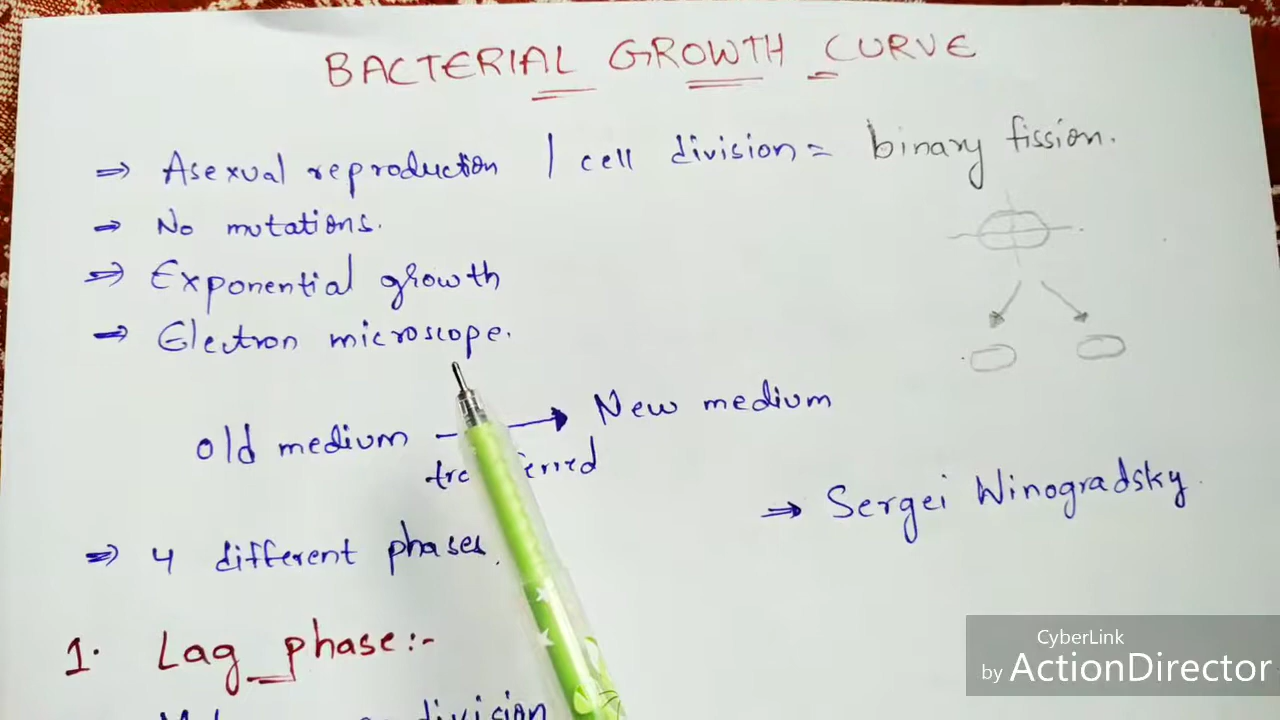 BACTERIAL GROWTH CURVE
⇒ Asexual reproduction / cell division = binary fission.
→ No mutations.
⇒ Exponential growth
→ Electron microscope.
Old medium → New medium
⇒ Sergei Winogradsky
⇒ 4 different phases.
1. Lag phase:-
division
CyberLink
by ActionDirector